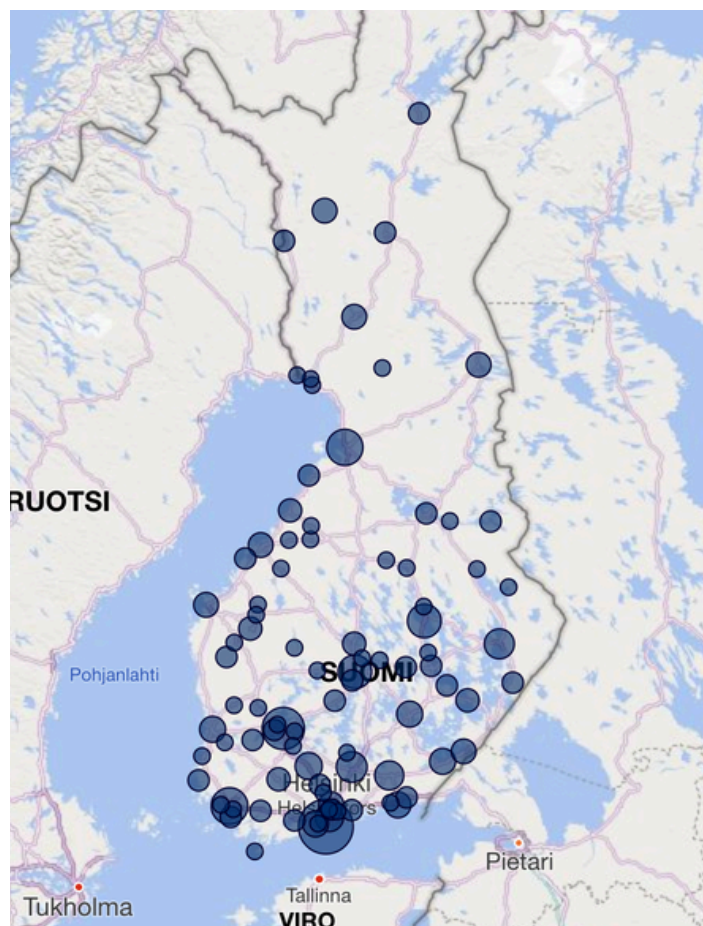 RUOTSI
Pohjanlahti
SUOMI
Helsinki
Helsingfors
Pietari
Tallinna
Tukholma
VIRO